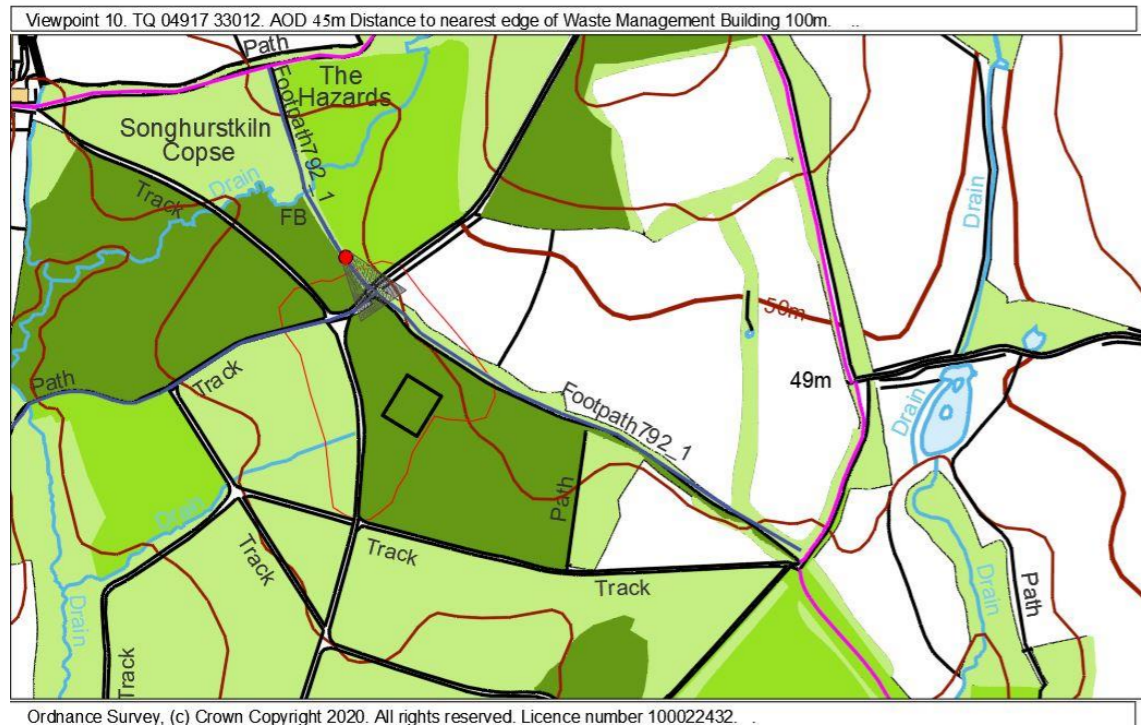 Viewpoint 10. TQ 04917 33012. AOD 45m Distance to nearest edge of Waste Management Building 100m. ..
Path
The
Hazards
Footpath792_1
Songhurstkiln
Copse
Drain
Track
FB
Drain
50m
49m
Path
Track
Footpath792_1
Drain
Path
Drain
Track
Track
Track
Drain
Path
Drain
Track
Ordnance Survey, (c) Crown Copyright 2020. All rights reserved. Licence number 100022432. .